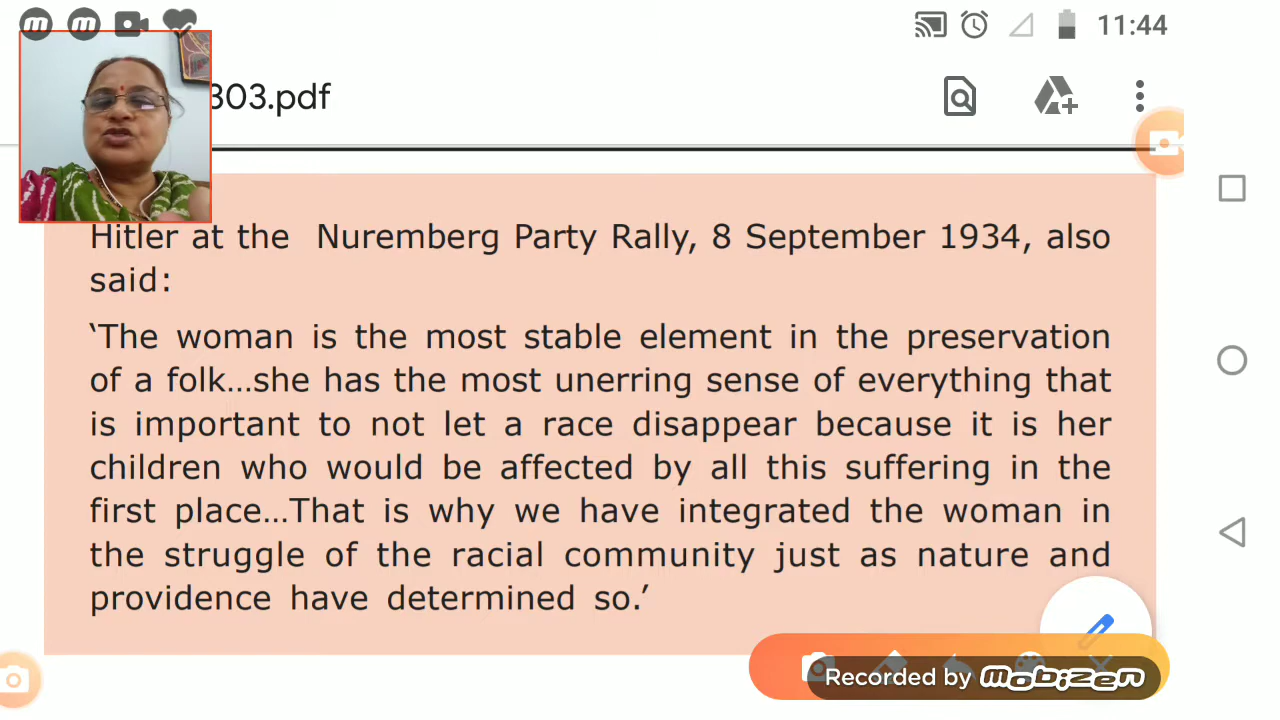 11:44
303.pdf
Hitler at the Nuremberg Party Rally, 8 September 1934, also
said:
‘The woman is the most stable element in the preservation
of a folk...she has the most unerring sense of everything that
is important to not let a race disappear because it is her
children who would be affected by all this suffering in the
first place...That is why we have integrated the woman in
the struggle of the racial community just as nature and
providence have determined so.’
Recorded by mobizen